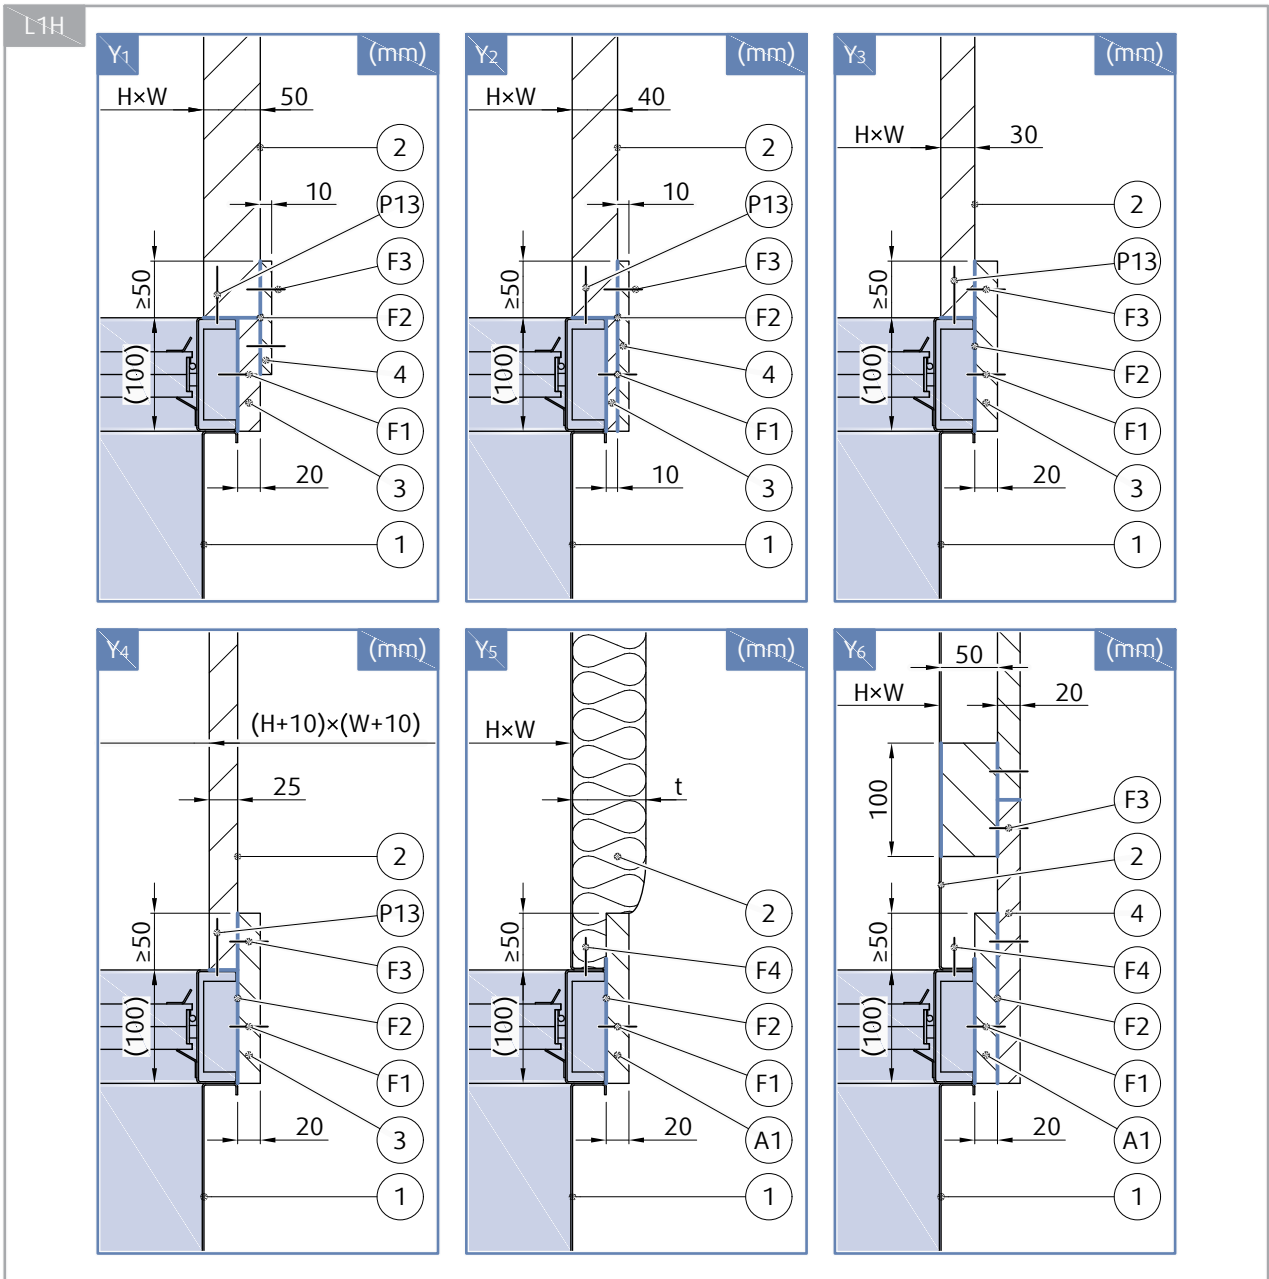 L1H
Y1 (mm)
H×W 50
2
10
P13
F3
≥50
F2
(100)
4
F1
20
3
1
Y2 (mm)
H×W 40
2
10
P13
F3
≥50
F2
(100)
4
F1
10
3
1
Y3 (mm)
H×W 30
2
P13
≥50
F3
(100)
F2
F1
20
3
1
Y4 (mm)
(H+10)×(W+10)
25
2
P13
≥50
F3
(100)
F2
F1
20
3
1
Y5 (mm)
H×W
t
2
≥50
F4
(100)
F2
F1
20
A1
1
Y6 (mm)
50
H×W 20
100
F3
2
4
≥50
F4
(100)
F2
F1
20
A1
1